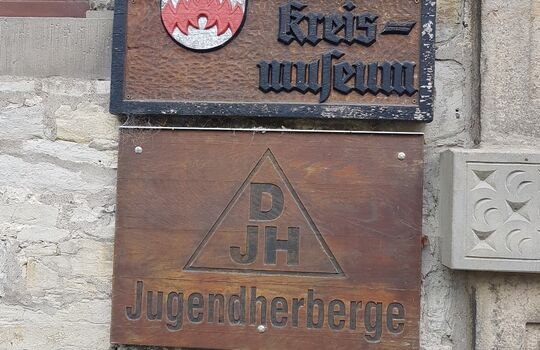 Kreis-
museum
D
JH
Jugendherberge